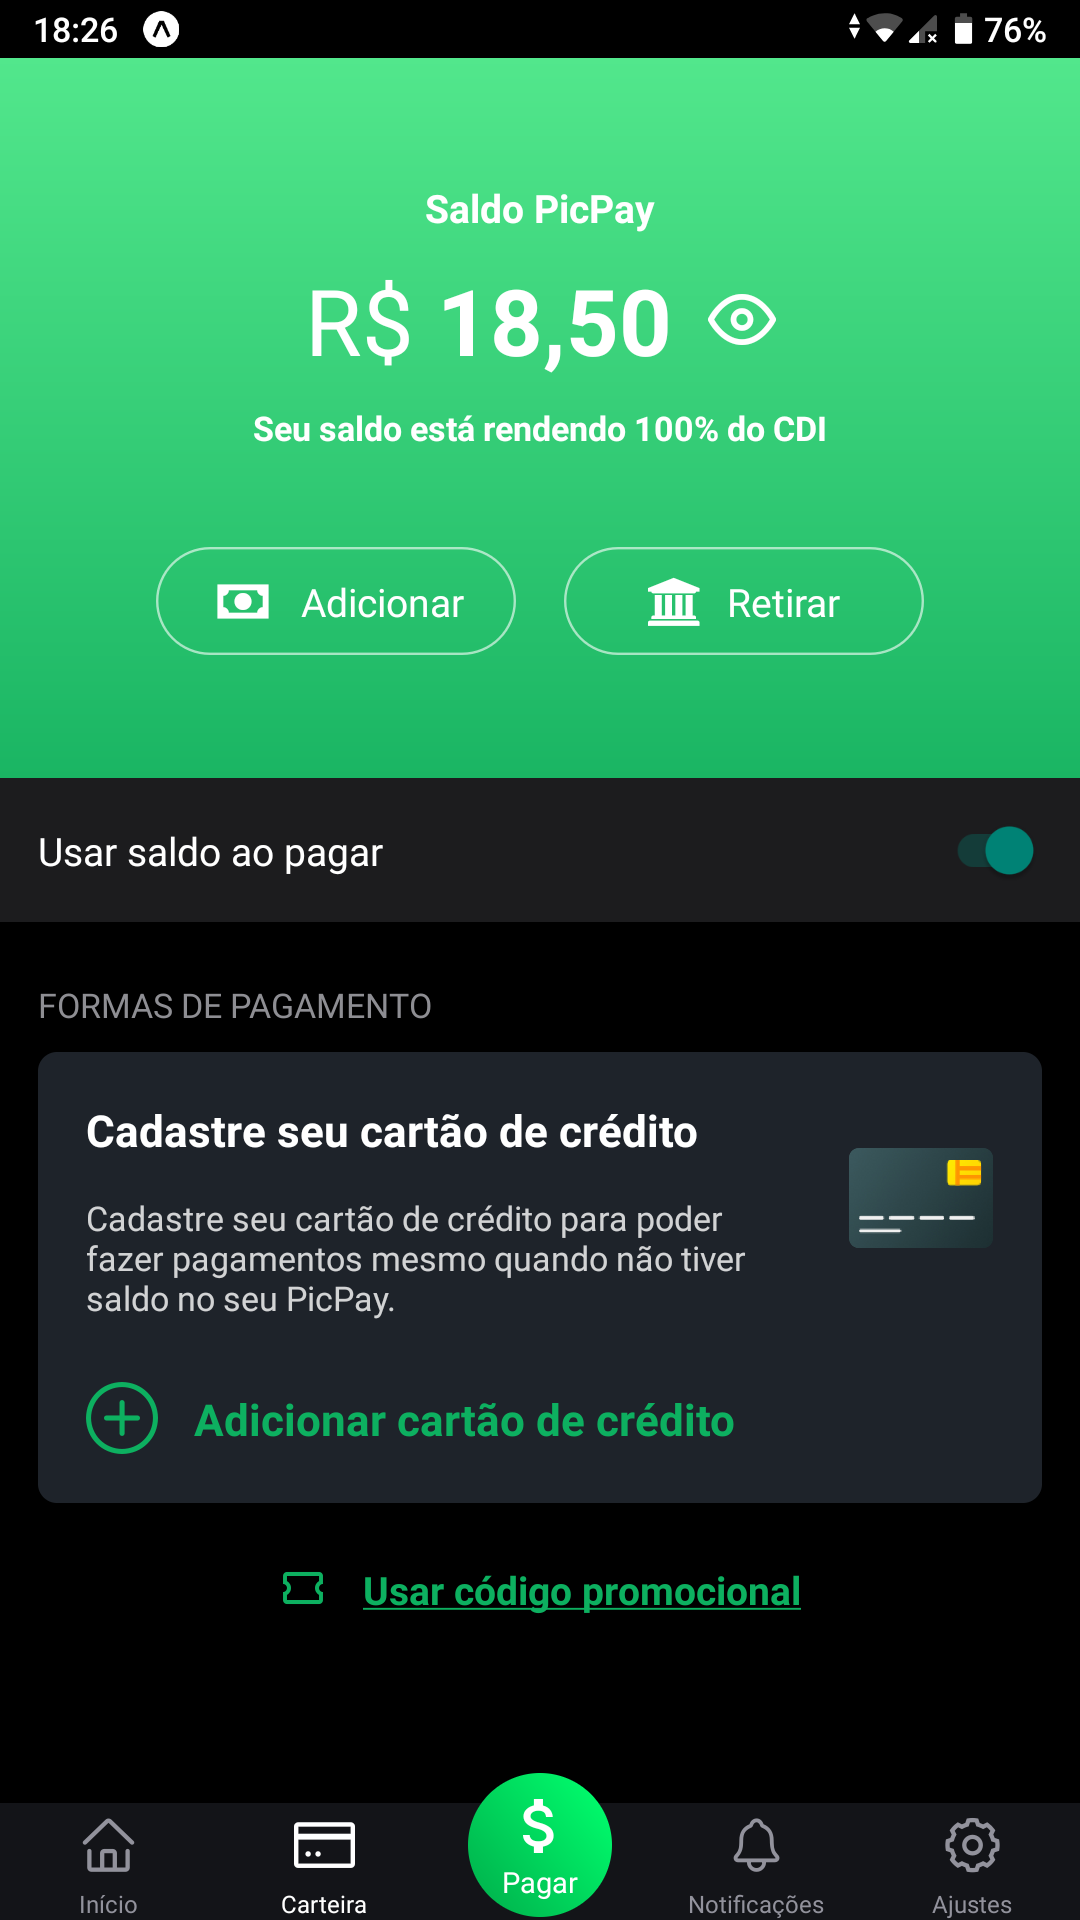 18:26
76%
Saldo PicPay
R$ 18,50
Seu saldo está rendendo 100% do CDI
Adicionar
Retirar
Usar saldo ao pagar
FORMAS DE PAGAMENTO
Cadastre seu cartão de crédito
Cadastre seu cartão de crédito para poder
fazer pagamentos mesmo quando não tiver
saldo no seu PicPay.
Adicionar cartão de crédito
Usar código promocional
$
Início
Carteira
Pagar
Notificações
Ajustes